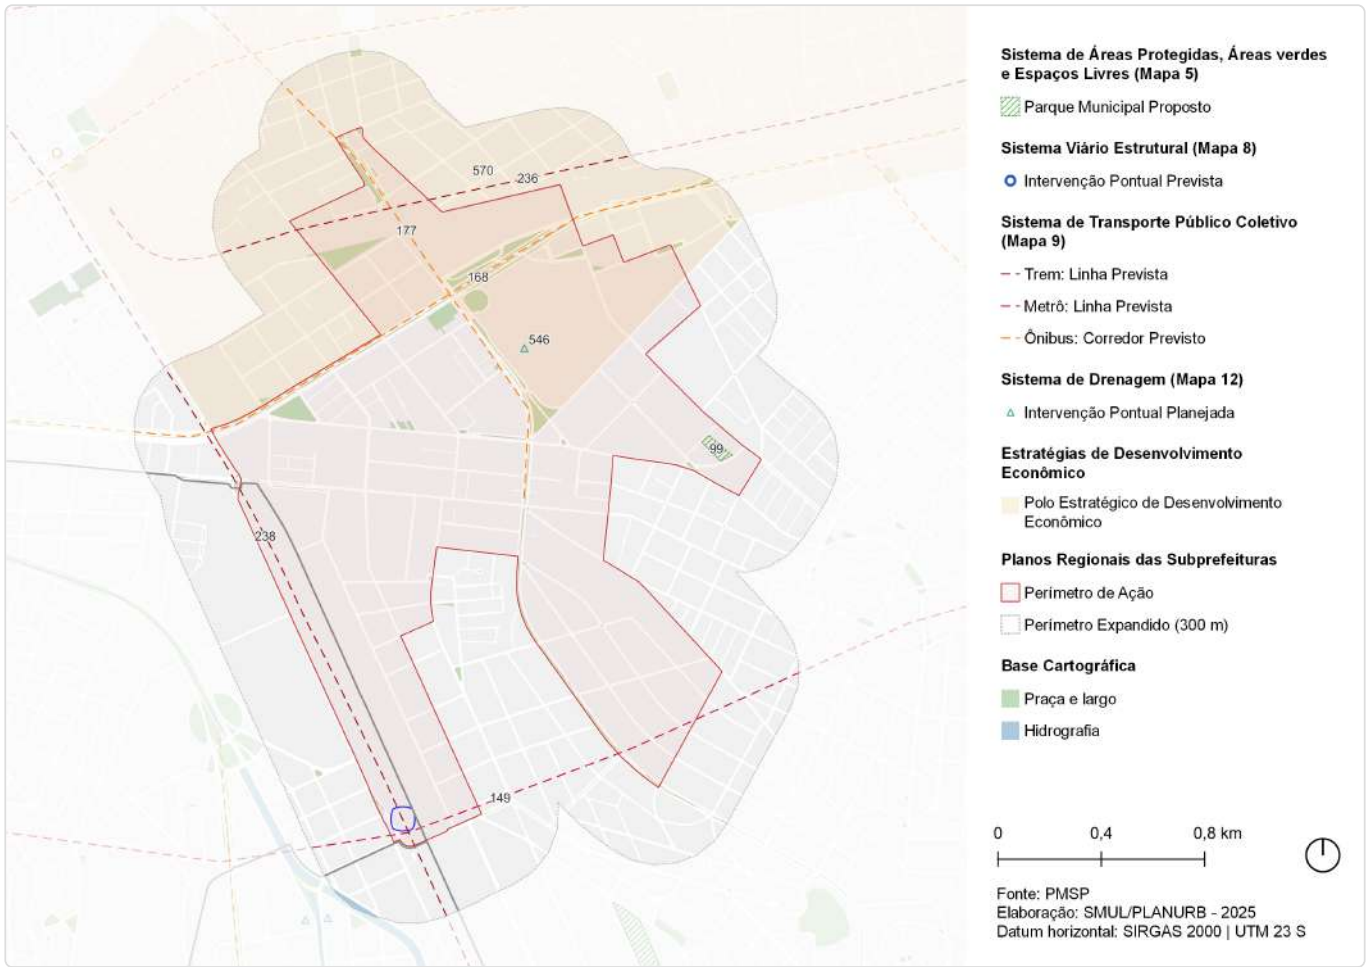 570
236
177
168
546
99
238
149
Sistema de Áreas Protegidas, Áreas verdes
e Espaços Livres (Mapa 5)
Parque Municipal Proposto
Sistema Viário Estrutural (Mapa 8)
Intervenção Pontual Prevista
Sistema de Transporte Público Coletivo
(Mapa 9)
Trem: Linha Prevista
Metrô: Linha Prevista
Ônibus: Corredor Previsto
Sistema de Drenagem (Mapa 12)
Intervenção Pontual Planejada
Estratégias de Desenvolvimento
Econômico
Polo Estratégico de Desenvolvimento
Econômico
Planos Regionais das Subprefeituras
Perímetro de Ação
Perímetro Expandido (300 m)
Base Cartográfica
Praça e largo
Hidrografia
0 0,4 0,8 km
Fonte: PMSP
Elaboração: SMUL/PLANURB - 2025
Datum horizontal: SIRGAS 2000 | UTM 23 S